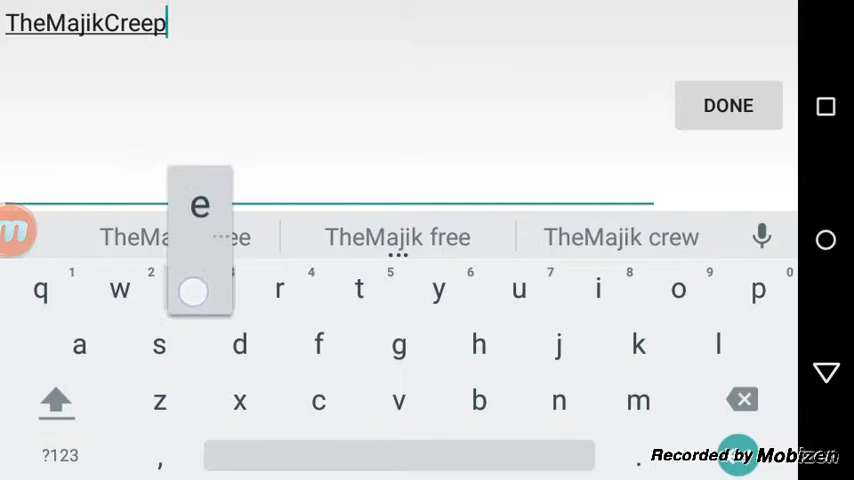 TheMajikCreep
DONE
e
TheMajik free
TheMajik crew
q 1 w 2 3 r 4 t 5 y 6 u 7 i 8 o 9 p 0
a s d f g h j k l
z x c v b n m
?123 , .
Recorded by Mobizen